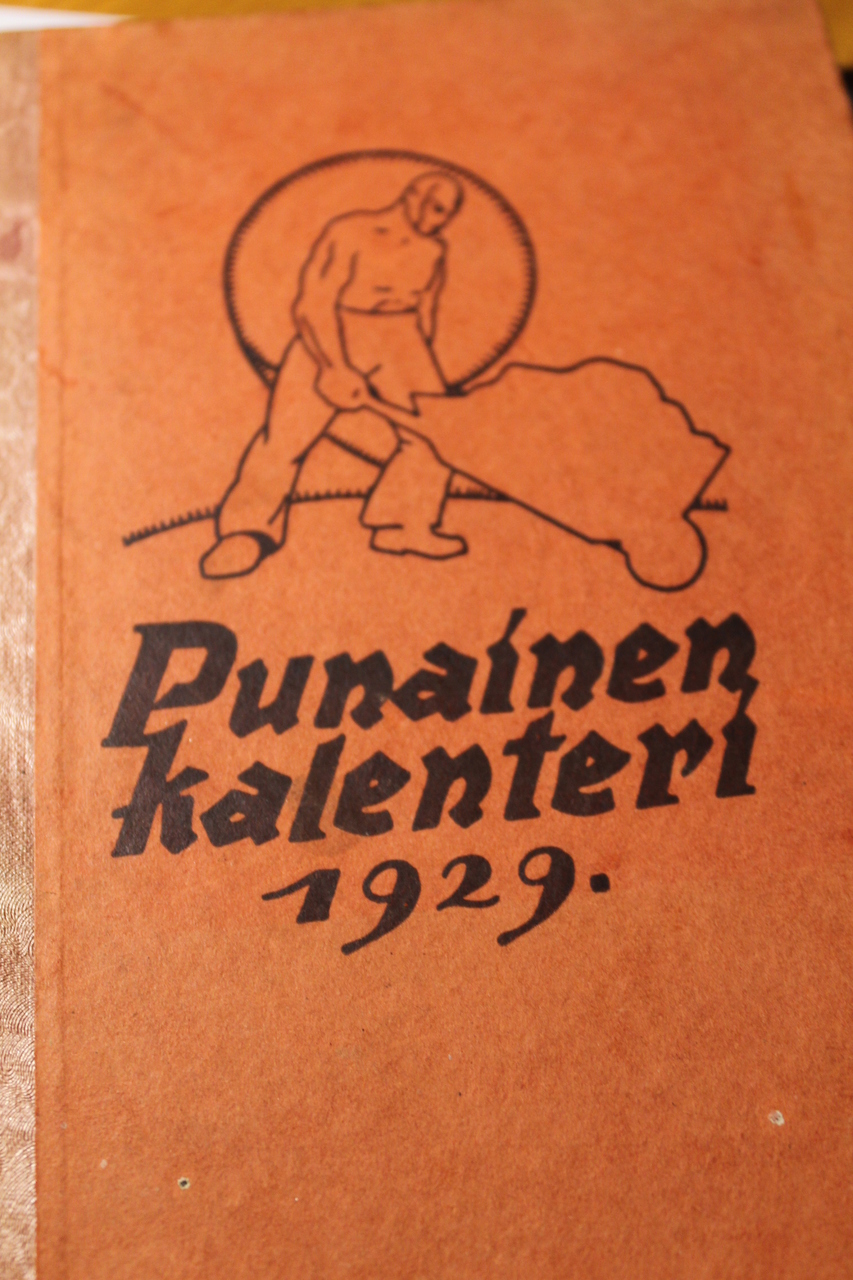 Punainen
kalenteri
1929.